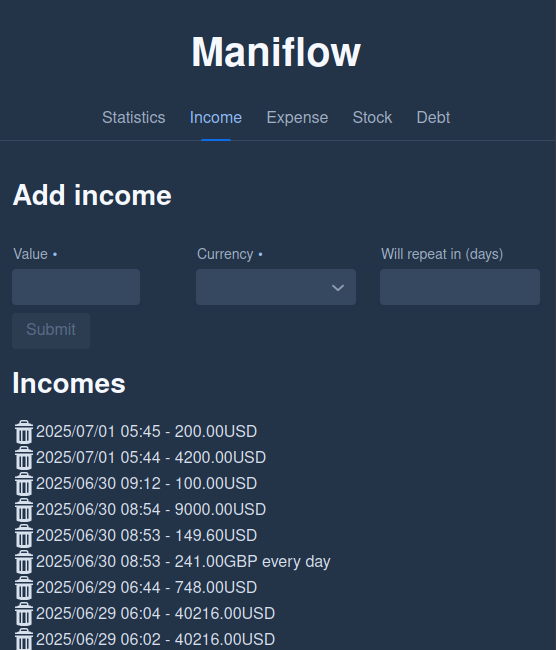 Maniflow
Statistics Income Expense Stock Debt
Add income
Value • Currency • Will repeat in (days)
Submit
Incomes
2025/07/01 05:45 - 200.00USD
2025/07/01 05:44 - 4200.00USD
2025/06/30 09:12 - 100.00USD
2025/06/30 08:54 - 9000.00USD
2025/06/30 08:53 - 149.60USD
2025/06/30 08:53 - 241.00GBP every day
2025/06/29 06:44 - 748.00USD
2025/06/29 06:04 - 40216.00USD
2025/06/29 06:02 - 40216.00USD